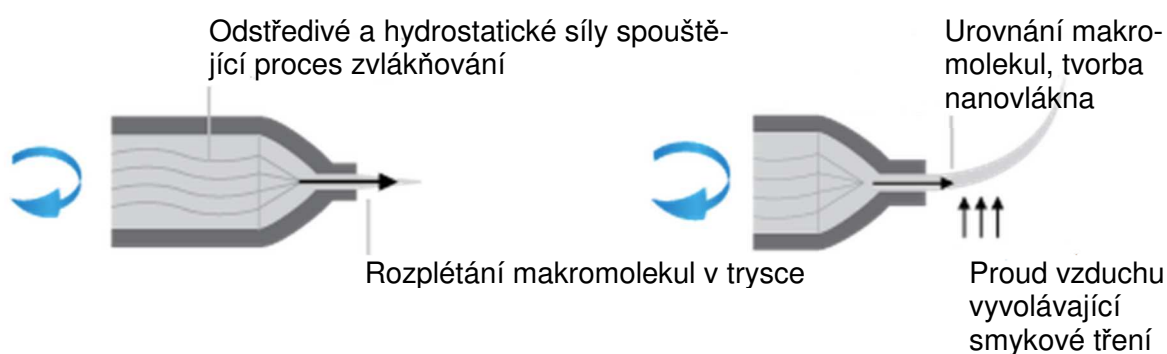 Odstředivé a hydrostatické síly spouště-
jící proces zvlákňování
Rozplétání makromolekul v trysce
Urovnání makro-
molekul, tvorba
nanovlákna
Proud vzduchu
vyvolávající
smykové tření